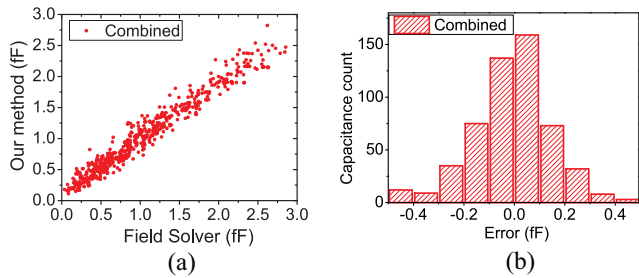 Combined
Our method (fF)
3.0
2.5
2.0
1.5
1.0
0.5
0.0
0.0 0.5 1.0 1.5 2.0 2.5 3.0
Field Solver (fF)
(a)
Combined
Capacitance count
150
100
50
0
-0.4 -0.2 0.0 0.2 0.4
Error (fF)
(b)